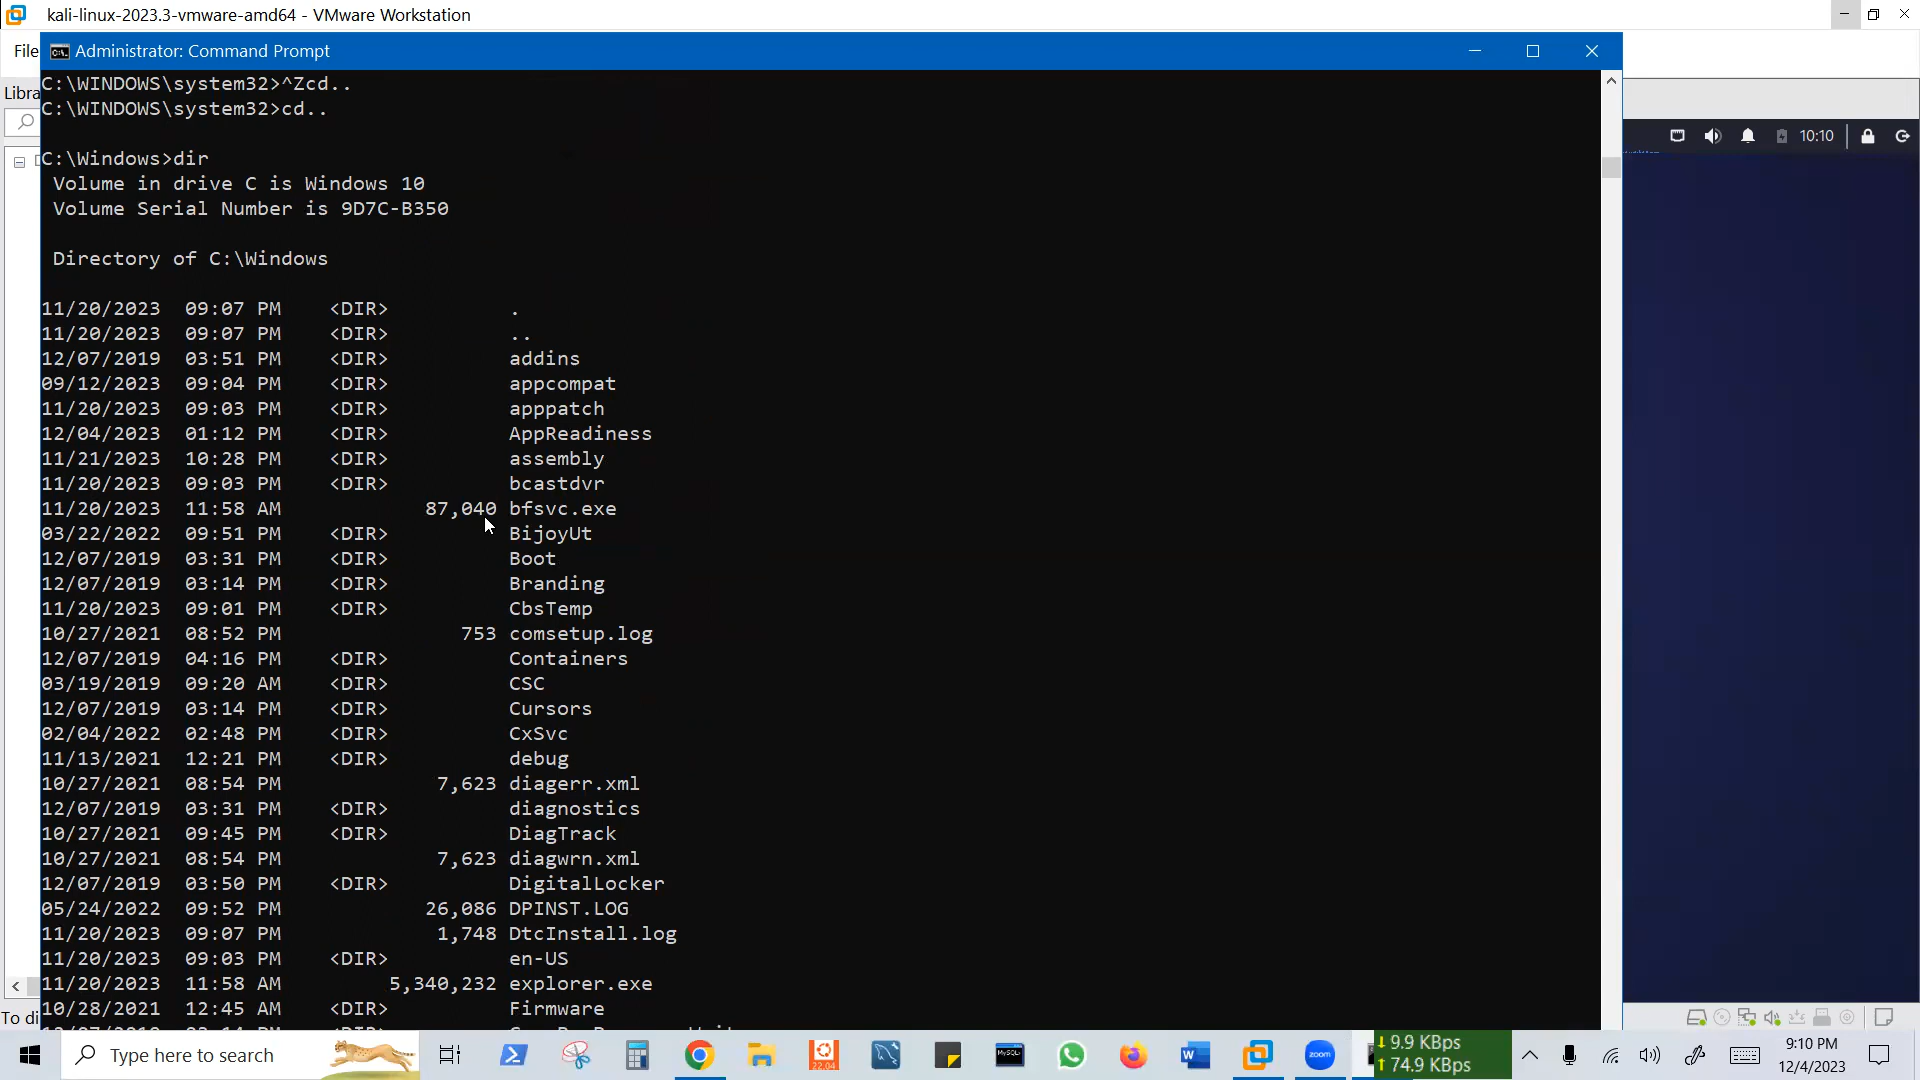 kali-linux-2023.3-vmware-amd64 - VMware Workstation
File
Administrator: Command Prompt
Libra
10:10
C:\WINDOWS\system32>^Zcd..
C:\WINDOWS\system32>cd..
C:\Windows>dir
Volume in drive C is Windows 10
Volume Serial Number is 9D7C-B350
Directory of C:\Windows
11/20/2023 09:07 PM <DIR> .
11/20/2023 09:07 PM <DIR> ..
12/07/2019 03:51 PM <DIR> addins
09/12/2023 09:04 PM <DIR> appcompat
11/20/2023 09:03 PM <DIR> apppatch
12/04/2023 01:12 PM <DIR> AppReadiness
11/21/2023 10:28 PM <DIR> assembly
11/20/2023 09:03 PM <DIR> bcastdvr
11/20/2023 11:58 AM 87,040 bfsvc.exe
03/22/2022 09:51 PM <DIR> BijoyUt
12/07/2019 03:31 PM <DIR> Boot
12/07/2019 03:14 PM <DIR> Branding
11/20/2023 09:01 PM <DIR> CbsTemp
10/27/2021 08:52 PM 753 comsetup.log
12/07/2019 04:16 PM <DIR> Containers
03/19/2019 09:20 AM <DIR> CSC
12/07/2019 03:14 PM <DIR> Cursors
02/04/2022 02:48 PM <DIR> CxSvc
11/13/2021 12:21 PM <DIR> debug
10/27/2021 08:54 PM 7,623 diagerr.xml
12/07/2019 03:31 PM <DIR> diagnostics
10/27/2021 09:45 PM <DIR> DiagTrack
10/27/2021 08:54 PM 7,623 diagwrn.xml
12/07/2019 03:50 PM <DIR> DigitalLocker
05/24/2022 09:52 PM 26,086 DPINST.LOG
11/20/2023 09:07 PM 1,748 DtcInstall.log
11/20/2023 09:03 PM <DIR> en-US
11/20/2023 11:58 AM 5,340,232 explorer.exe
10/28/2021 12:45 AM <DIR> Firmware
To di
Type here to search
22.04
MySQL
zoom
9.9 KBps
74.9 KBps
9:10 PM
12/4/2023